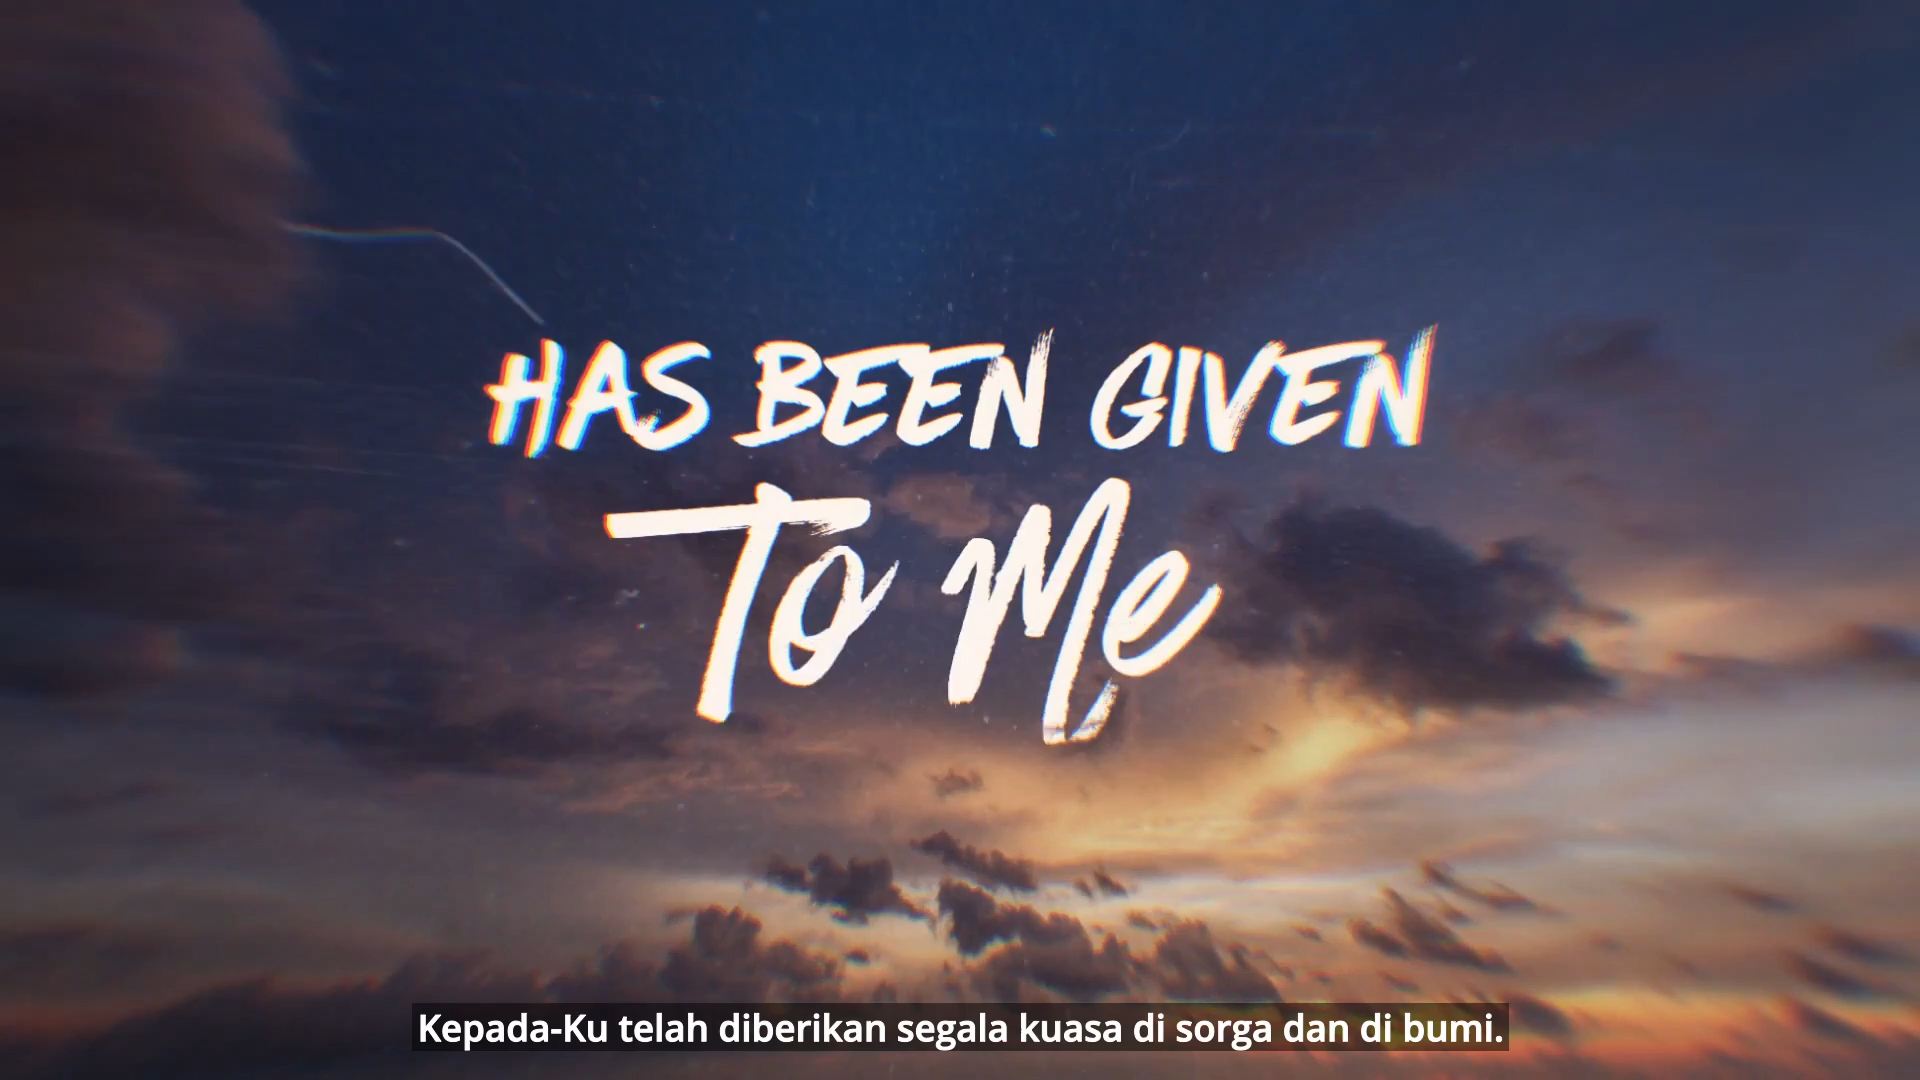 HAS BEEN GIVEN
To Me
Kepada-Ku telah diberikan segala kuasa di sorga dan di bumi.